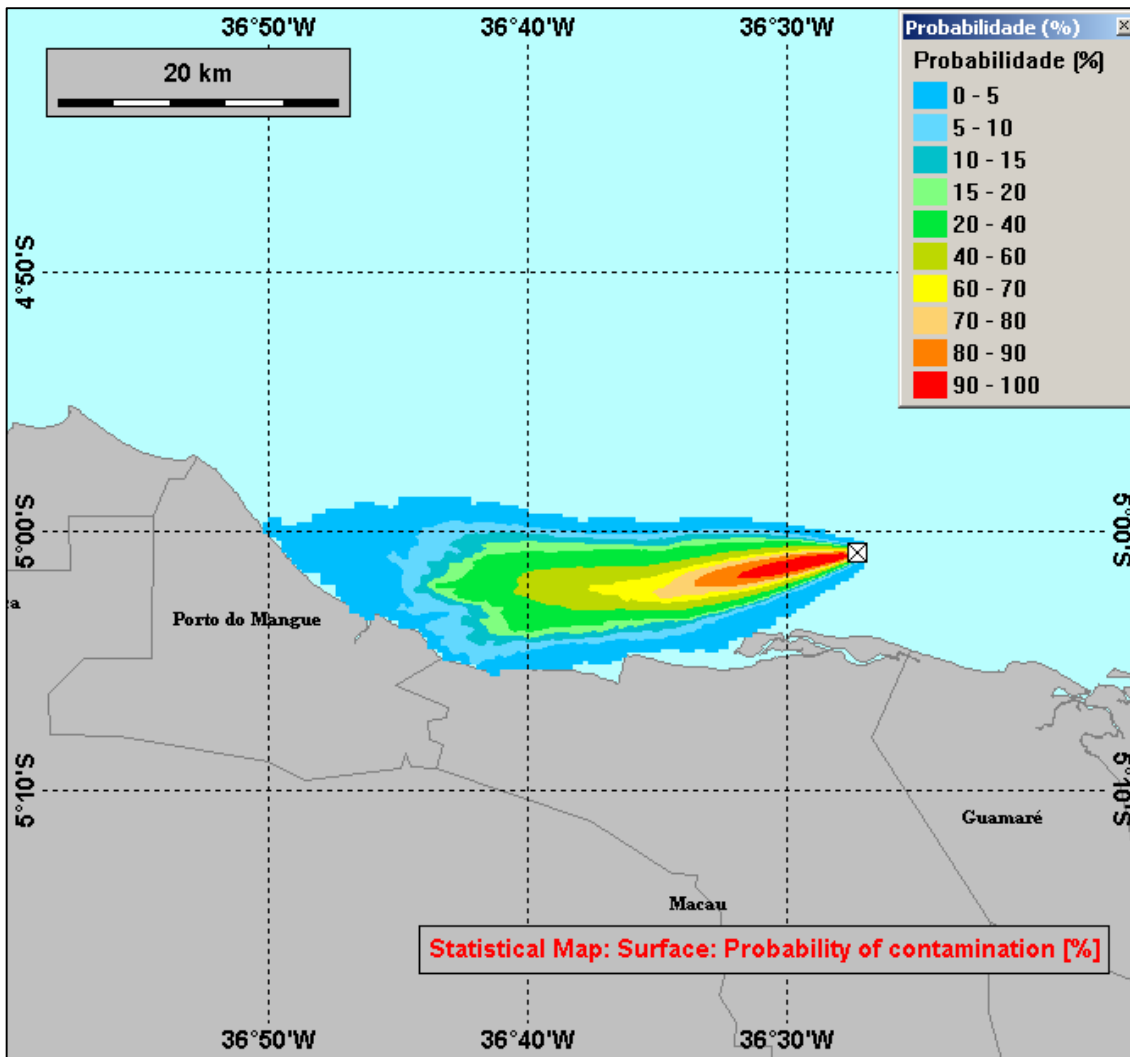 36°50'W 36°40'W 36°30'W
Probabilidade (%)
20 km
Probabilidade [%]
0 - 5
5 - 10
10 - 15
15 - 20
20 - 40
40 - 60
60 - 70
70 - 80
80 - 90
90 - 100
4°50'S
5°00'S
5°00'S
Porto do Mangue
5°10'S
5°10'S
Guamaré
Macau
Statistical Map: Surface: Probability of contamination [%]
36°50'W 36°40'W 36°30'W